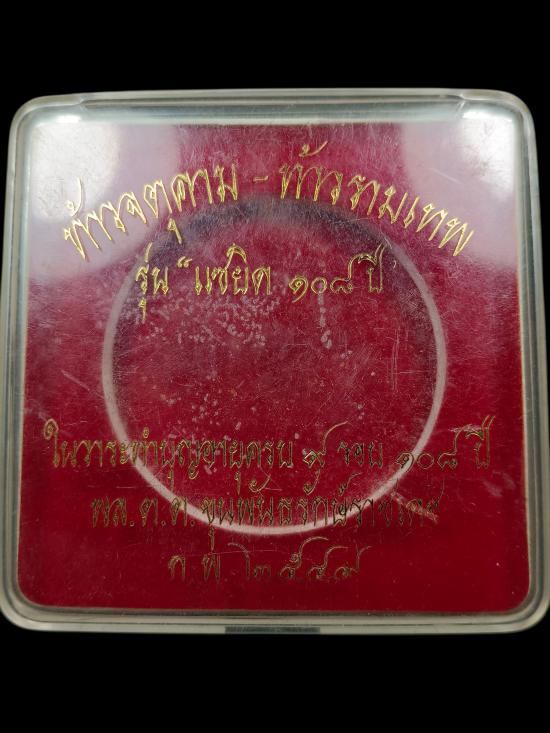 ท้าวจตุคาม - ท้าวรามเทพ
รุ่น "แซยิด ๑๐๘ ปี
ในวาระทำบุญอายุครบ ๙ รอบ ๑๐๘ ปี
พล.ต.ต. ขุนพันธรักษ์ราชเดช
ก.พ. ๒๕๔๙